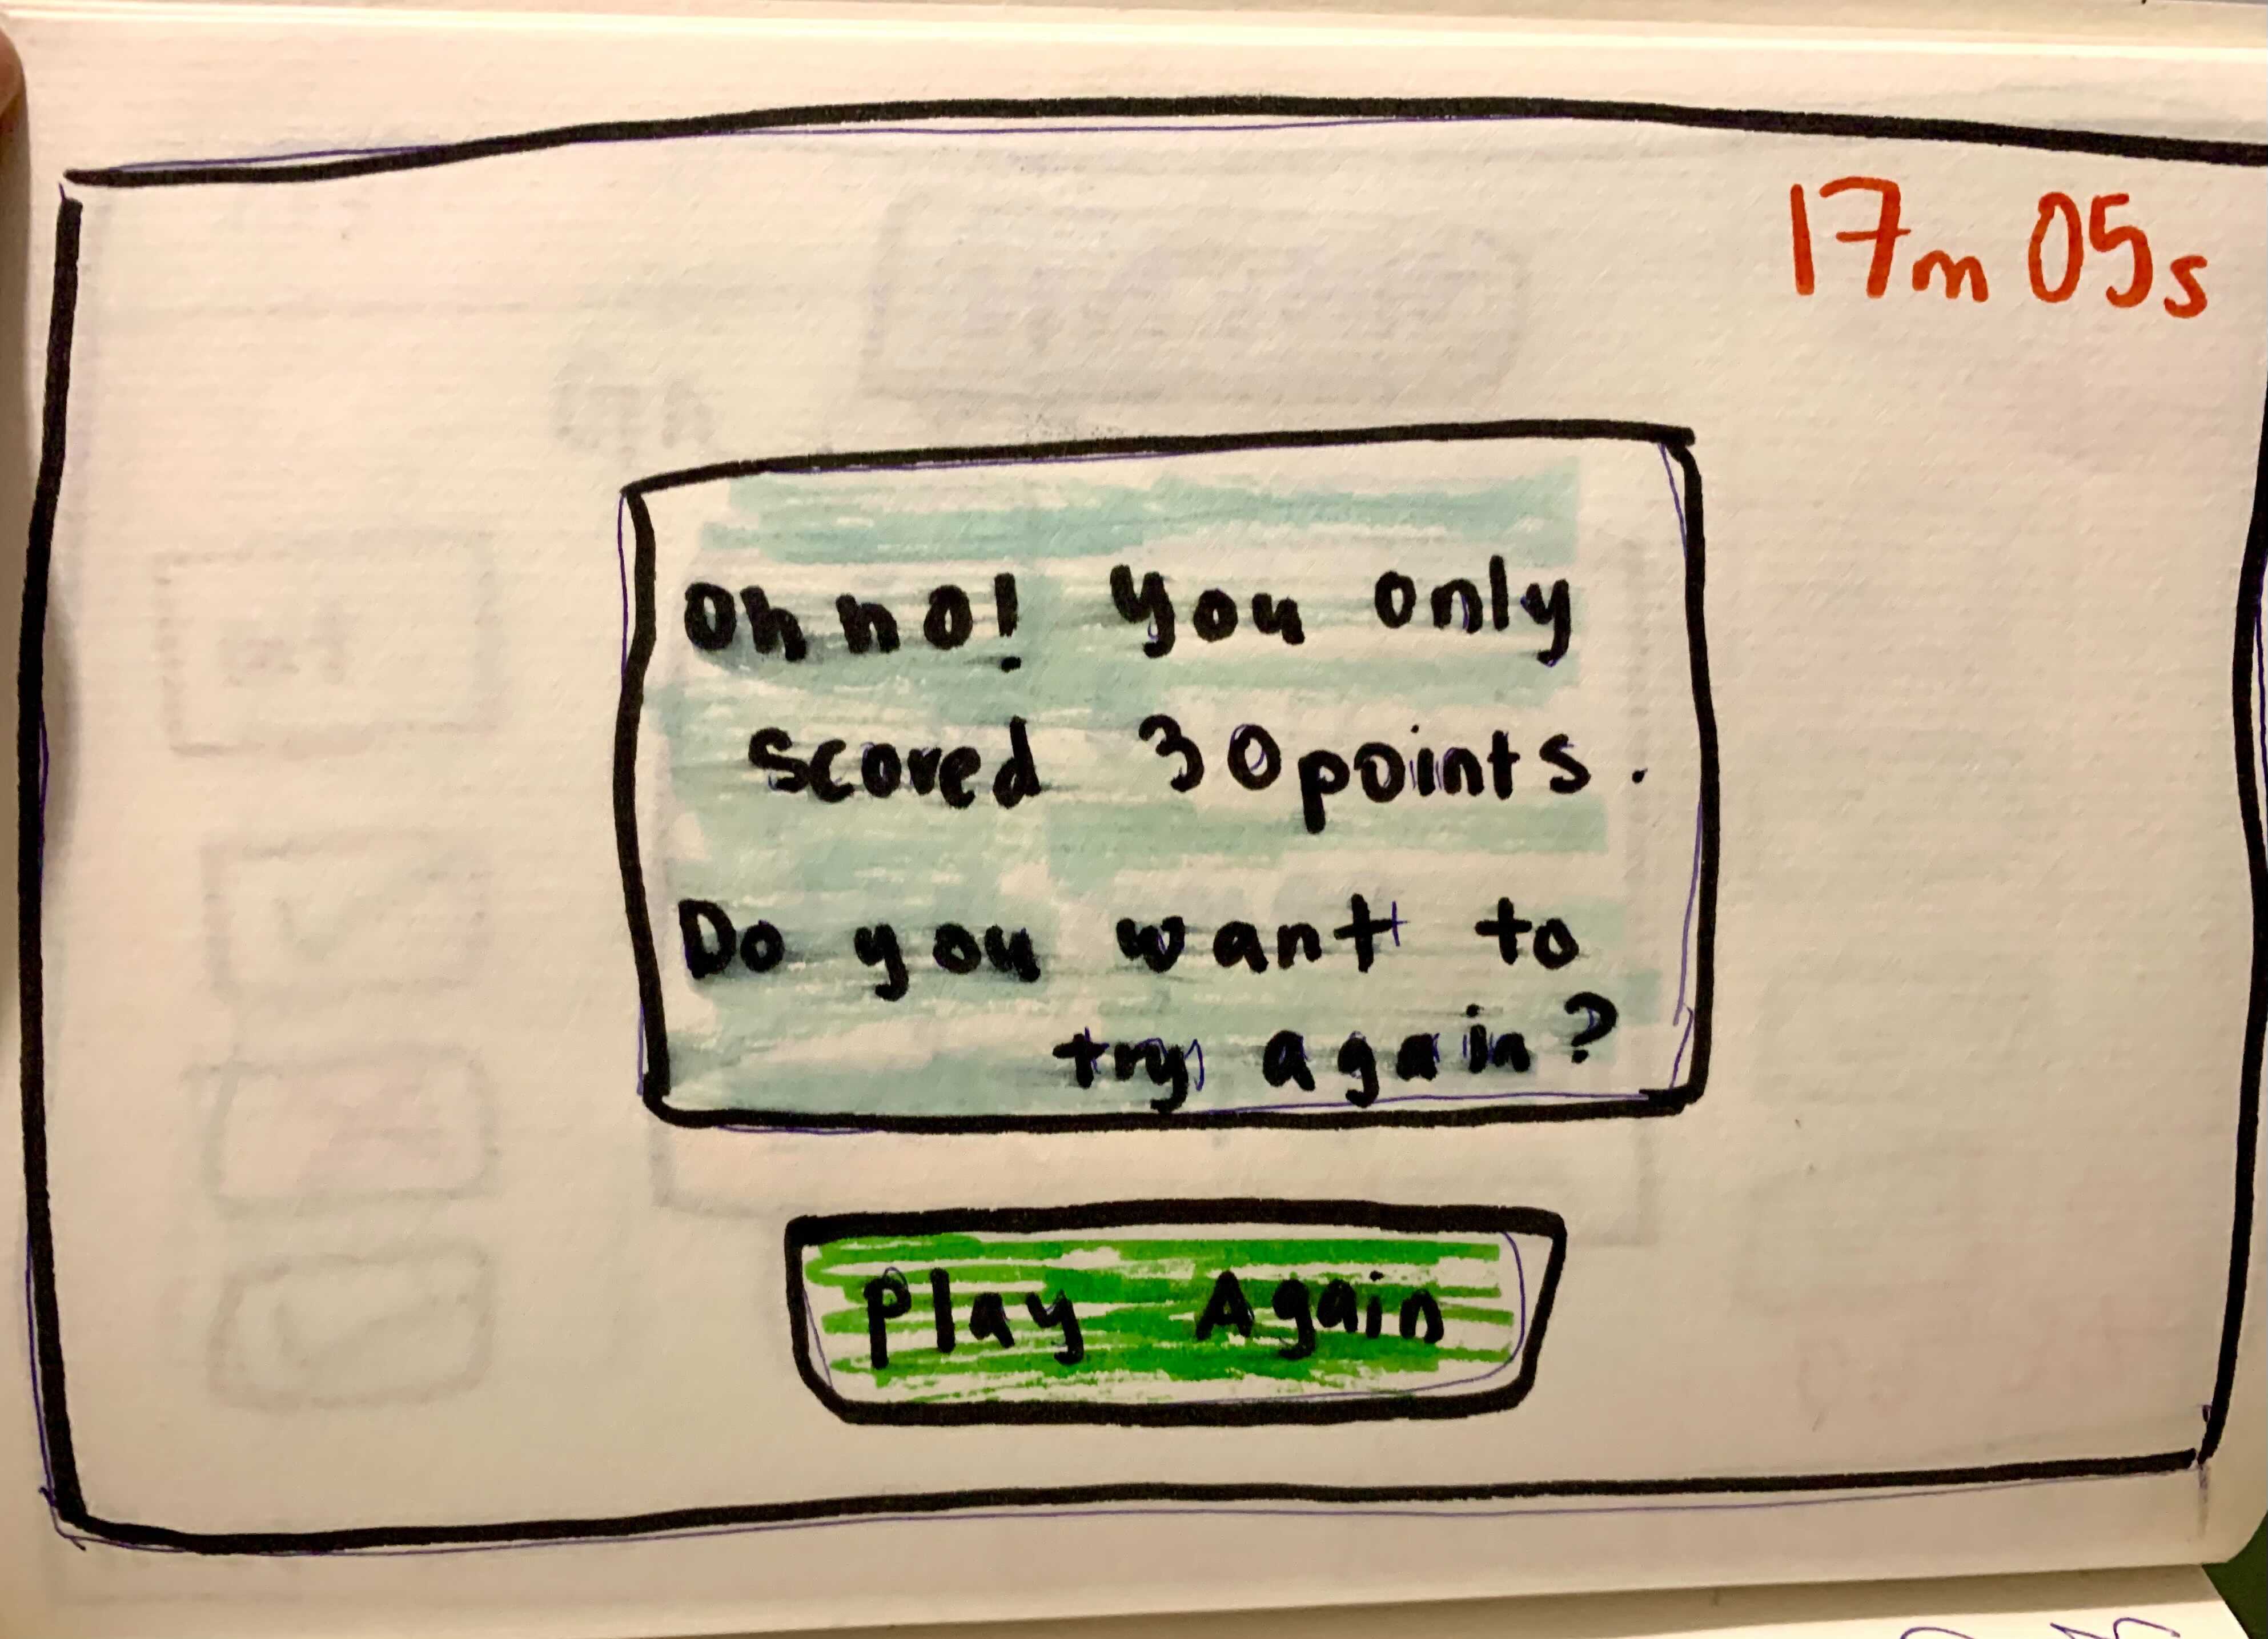 17m 05s
Oh no! You only
scored 30points.
Do you want to
try again?
Play Again